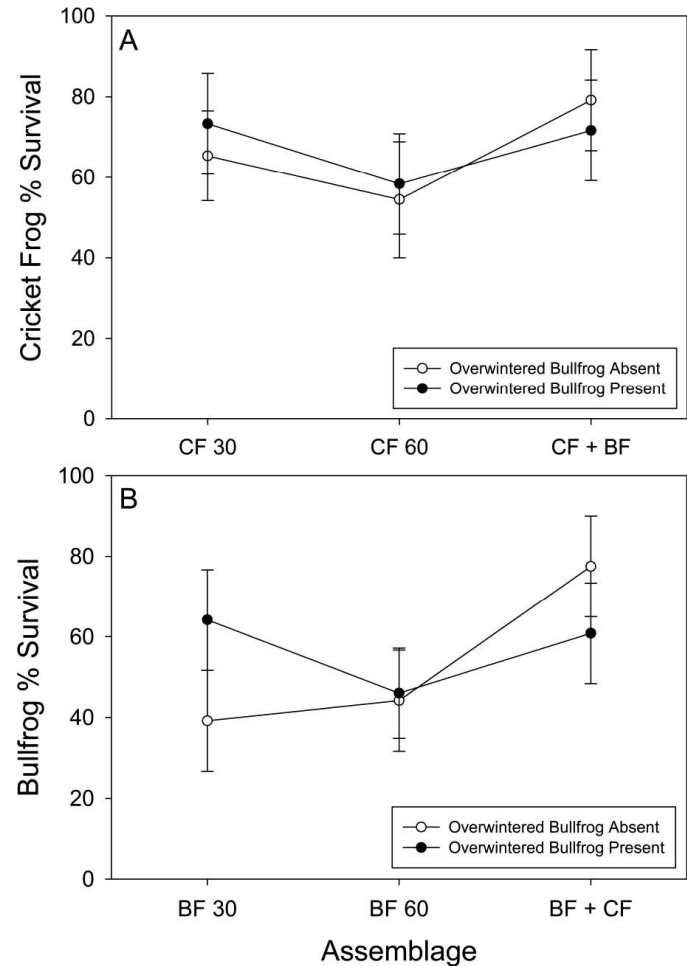 A
Cricket Frog % Survival
100
80
60
40
20
0
Overwintered Bullfrog Absent
Overwintered Bullfrog Present
CF 30 CF 60 CF + BF
B
Bullfrog % Survival
100
80
60
40
20
0
Overwintered Bullfrog Absent
Overwintered Bullfrog Present
BF 30 BF 60 BF + CF
Assemblage